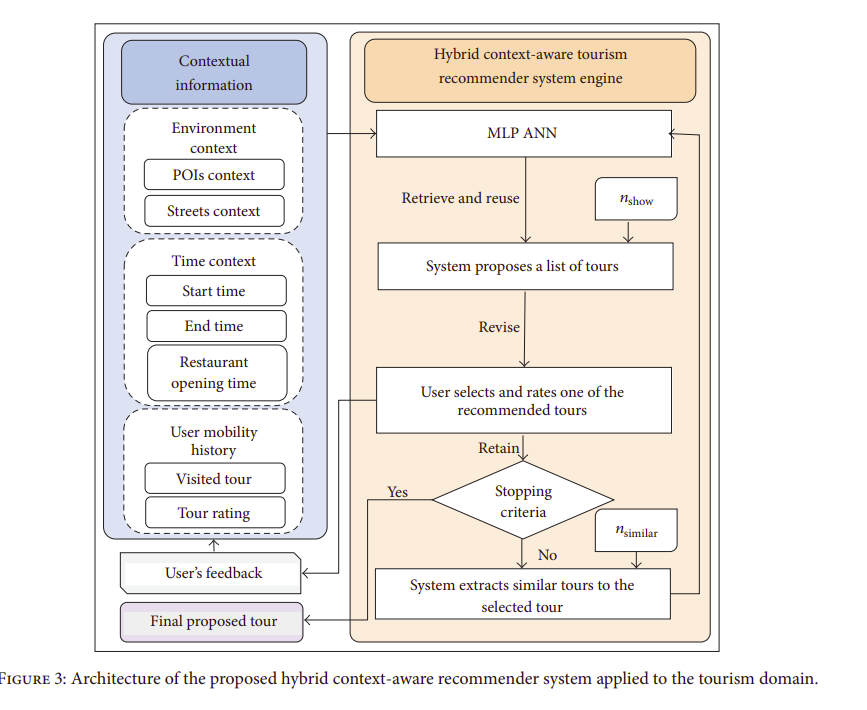 Contextual
information
Environment
context
POIs context
Streets context
Time context
Start time
End time
Restaurant
opening time
User mobility
history
Visited tour
Tour rating
User's feedback
Final proposed tour
Hybrid context-aware tourism
recommender system engine
MLP ANN
Retrieve and reuse
nshow
System proposes a list of tours
Revise
User selects and rates one of the
recommended tours
Retain
Stopping
criteria
Yes
No
nsimilar
System extracts similar tours to the
selected tour
FIGURE 3: Architecture of the proposed hybrid context-aware recommender system applied to the tourism domain.